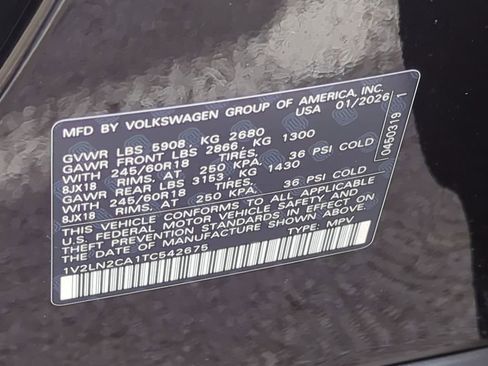 MFD BY VOLKSWAGEN GROUP OF AMERICA, INC.
USA 01/2026
GVWR LBS 5908, KG 2680
GAWR FRONT LBS 2866, KG 1300
WITH 245/60R18 TIRES.
8JX18 RIMS. AT 250 KPA. 36 PSI COLD
GAWR REAR LBS 3153, KG 1430
WITH 245/60R18 TIRES.
8JX18 RIMS. AT 250 KPA. 36 PSI COLD
THIS VEHICLE CONFORMS TO ALL APPLICABLE
U.S. FEDERAL MOTOR VEHICLE SAFETY AND
THEFT PREVENTION STANDARDS IN EFFECT ON
THE DATE OF MANUFACTURE SHOWN ABOVE.
1V2LN2CA1TC542675 TYPE: MPV
0450319 1